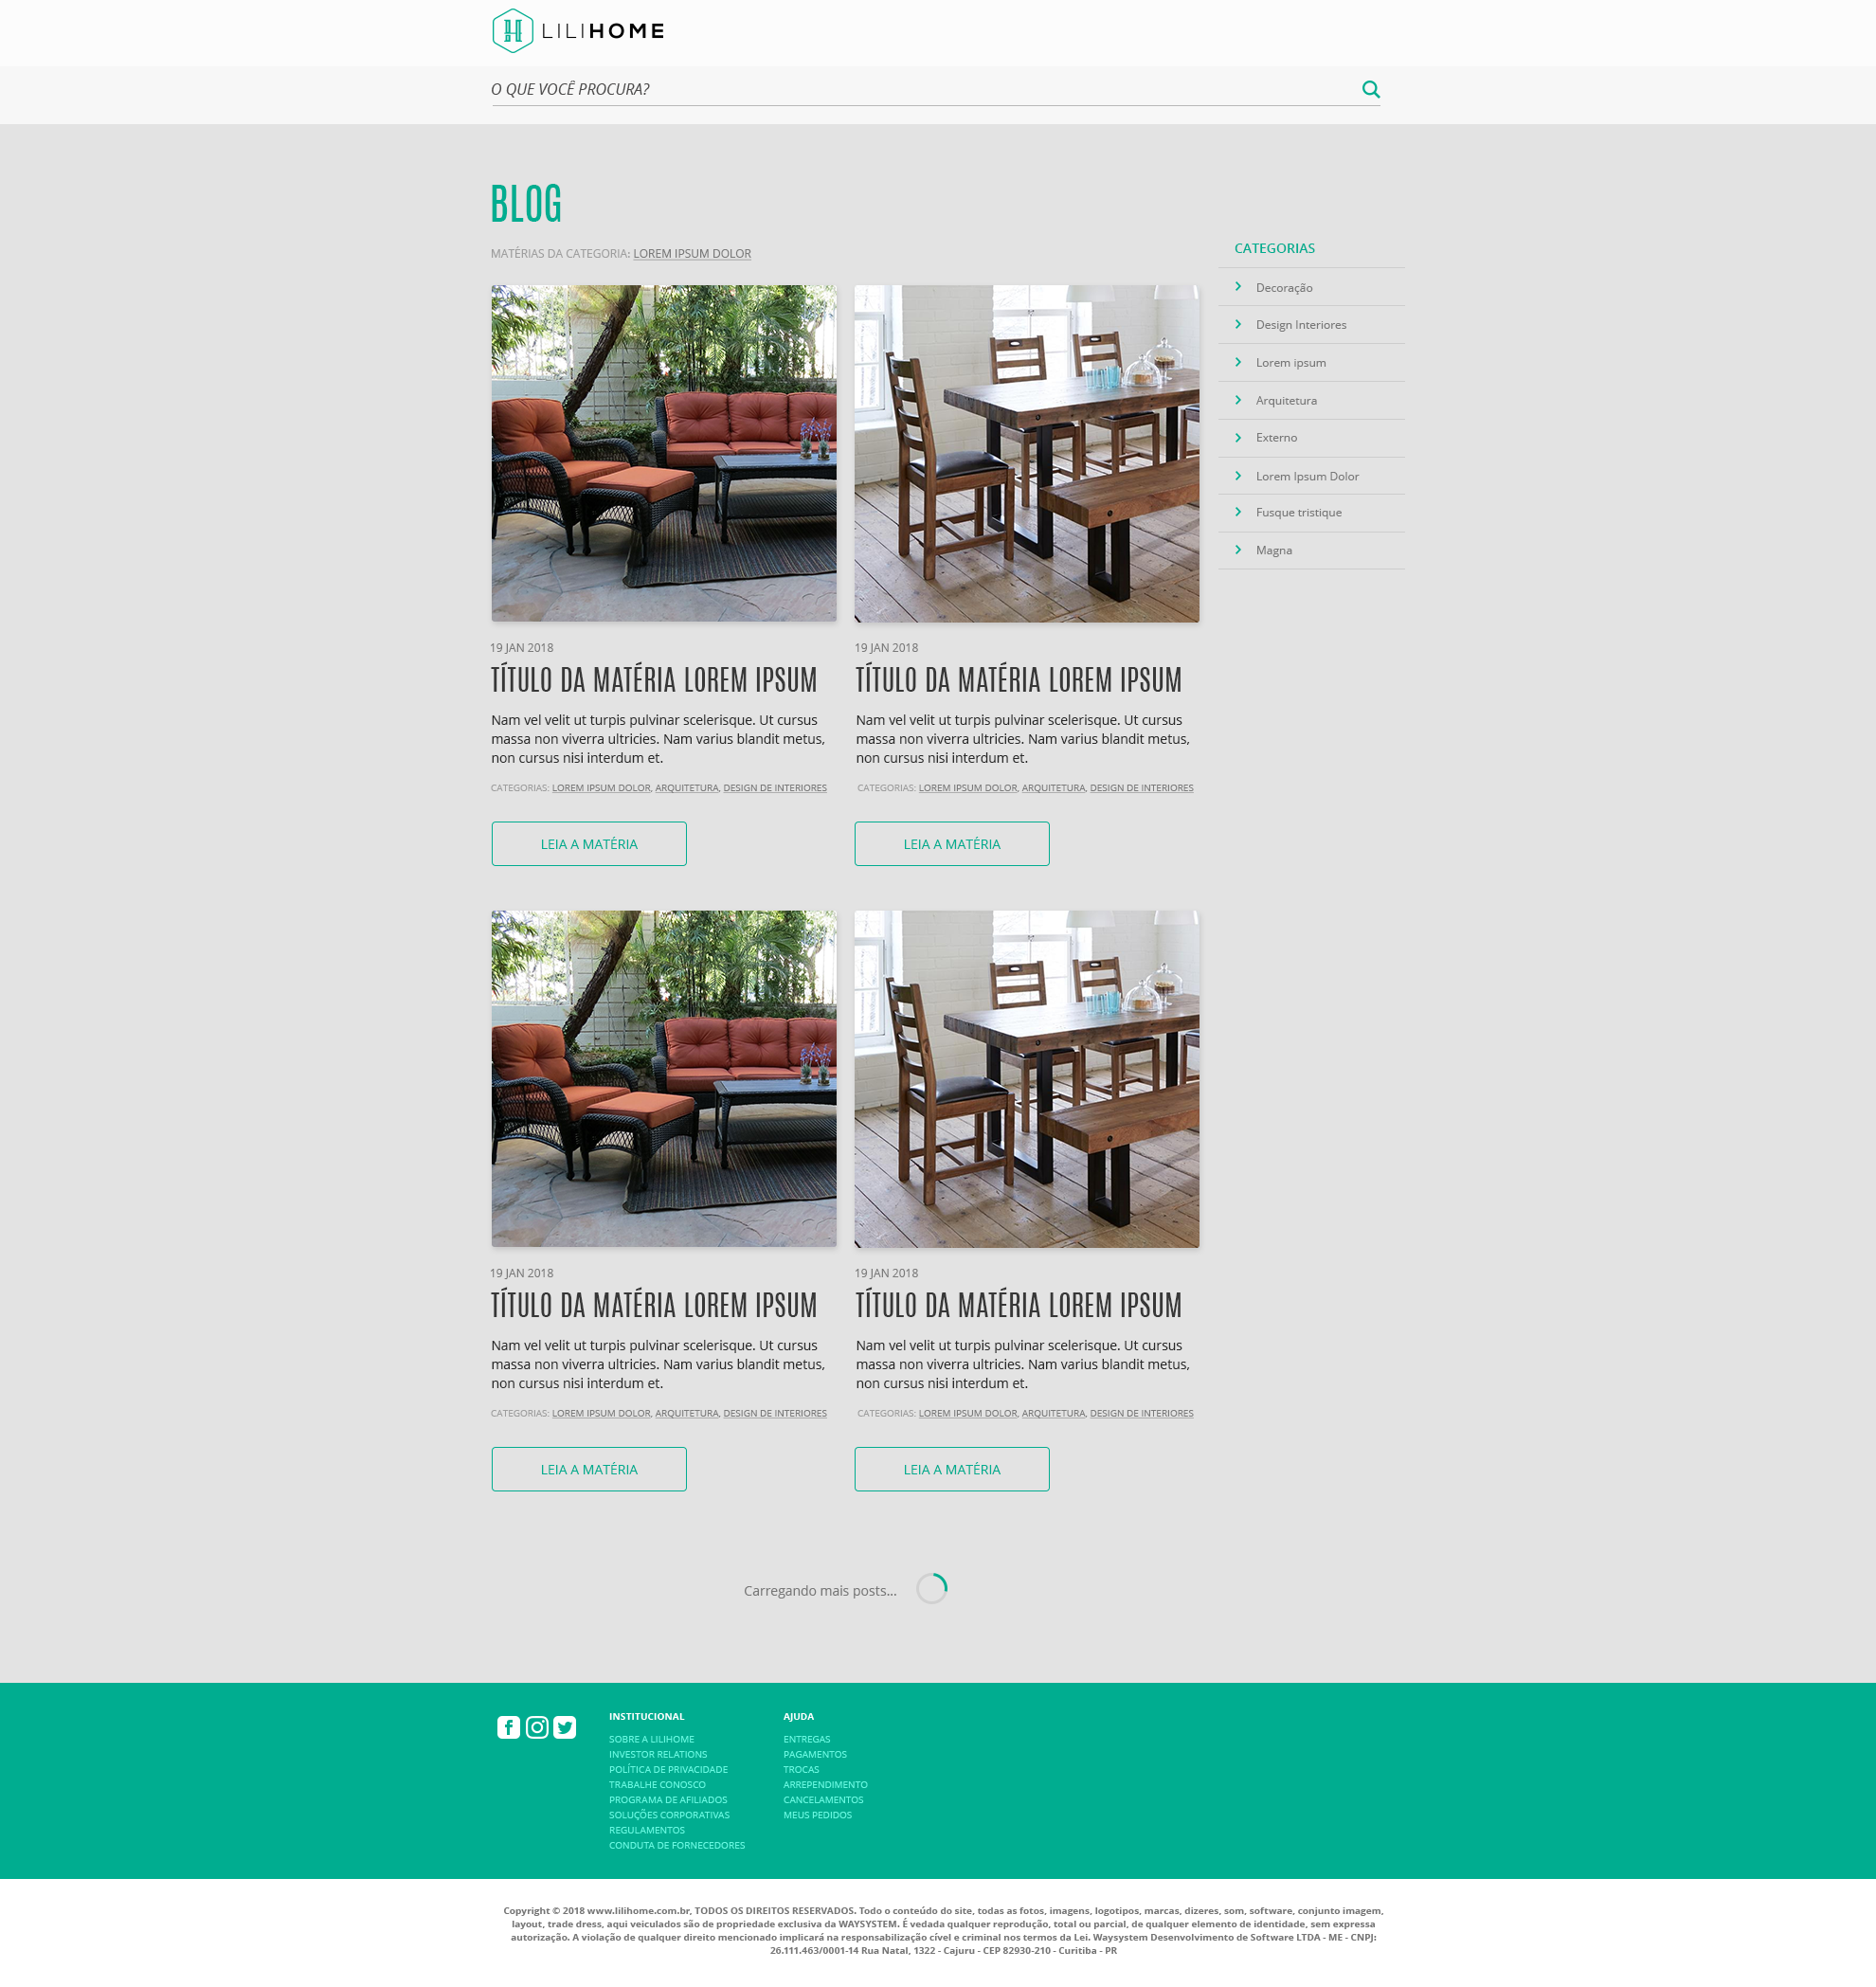 LILIHOME
O QUE VOCÊ PROCURA?
BLOG
MATÉRIAS DA CATEGORIA: LOREM IPSUM DOLOR
CATEGORIAS
Decoração
Design Interiores
Lorem ipsum
Arquitetura
Externo
Lorem Ipsum Dolor
Fusque tristique
Magna
19 JAN 2018
TÍTULO DA MATÉRIA LOREM IPSUM
Nam vel velit ut turpis pulvinar scelerisque. Ut cursus
massa non viverra ultricies. Nam varius blandit metus,
non cursus nisi interdum et.
CATEGORIAS: LOREM IPSUM DOLOR, ARQUITETURA, DESIGN DE INTERIORES
LEIA A MATÉRIA
19 JAN 2018
TÍTULO DA MATÉRIA LOREM IPSUM
Nam vel velit ut turpis pulvinar scelerisque. Ut cursus
massa non viverra ultricies. Nam varius blandit metus,
non cursus nisi interdum et.
CATEGORIAS: LOREM IPSUM DOLOR, ARQUITETURA, DESIGN DE INTERIORES
LEIA A MATÉRIA
19 JAN 2018
TÍTULO DA MATÉRIA LOREM IPSUM
Nam vel velit ut turpis pulvinar scelerisque. Ut cursus
massa non viverra ultricies. Nam varius blandit metus,
non cursus nisi interdum et.
CATEGORIAS: LOREM IPSUM DOLOR, ARQUITETURA, DESIGN DE INTERIORES
LEIA A MATÉRIA
19 JAN 2018
TÍTULO DA MATÉRIA LOREM IPSUM
Nam vel velit ut turpis pulvinar scelerisque. Ut cursus
massa non viverra ultricies. Nam varius blandit metus,
non cursus nisi interdum et.
CATEGORIAS: LOREM IPSUM DOLOR, ARQUITETURA, DESIGN DE INTERIORES
LEIA A MATÉRIA
Carregando mais posts...
INSTITUCIONAL
SOBRE A LILIHOME
INVESTOR RELATIONS
POLÍTICA DE PRIVACIDADE
TRABALHE CONOSCO
PROGRAMA DE AFILIADOS
SOLUÇÕES CORPORATIVAS
REGULAMENTOS
CONDUTA DE FORNECEDORES
AJUDA
ENTREGAS
PAGAMENTOS
TROCAS
ARREPENDIMENTO
CANCELAMENTOS
MEUS PEDIDOS
Copyright © 2018 www.lilihome.com.br, TODOS OS DIREITOS RESERVADOS. Todo o conteúdo do site, todas as fotos, imagens, logotipos, marcas, dizeres, som, software, conjunto imagem,
layout, trade dress, aqui veiculados são de propriedade exclusiva da WAYSYSTEM. É vedada qualquer reprodução, total ou parcial, de qualquer elemento de identidade, sem expressa
autorização. A violação de qualquer direito mencionado implicará na responsabilização cível e criminal nos termos da Lei. Waysystem Desenvolvimento de Software LTDA - ME - CNPJ:
26.111.463/0001-14 Rua Natal, 1322 - Cajuru - CEP 82930-210 - Curitiba - PR